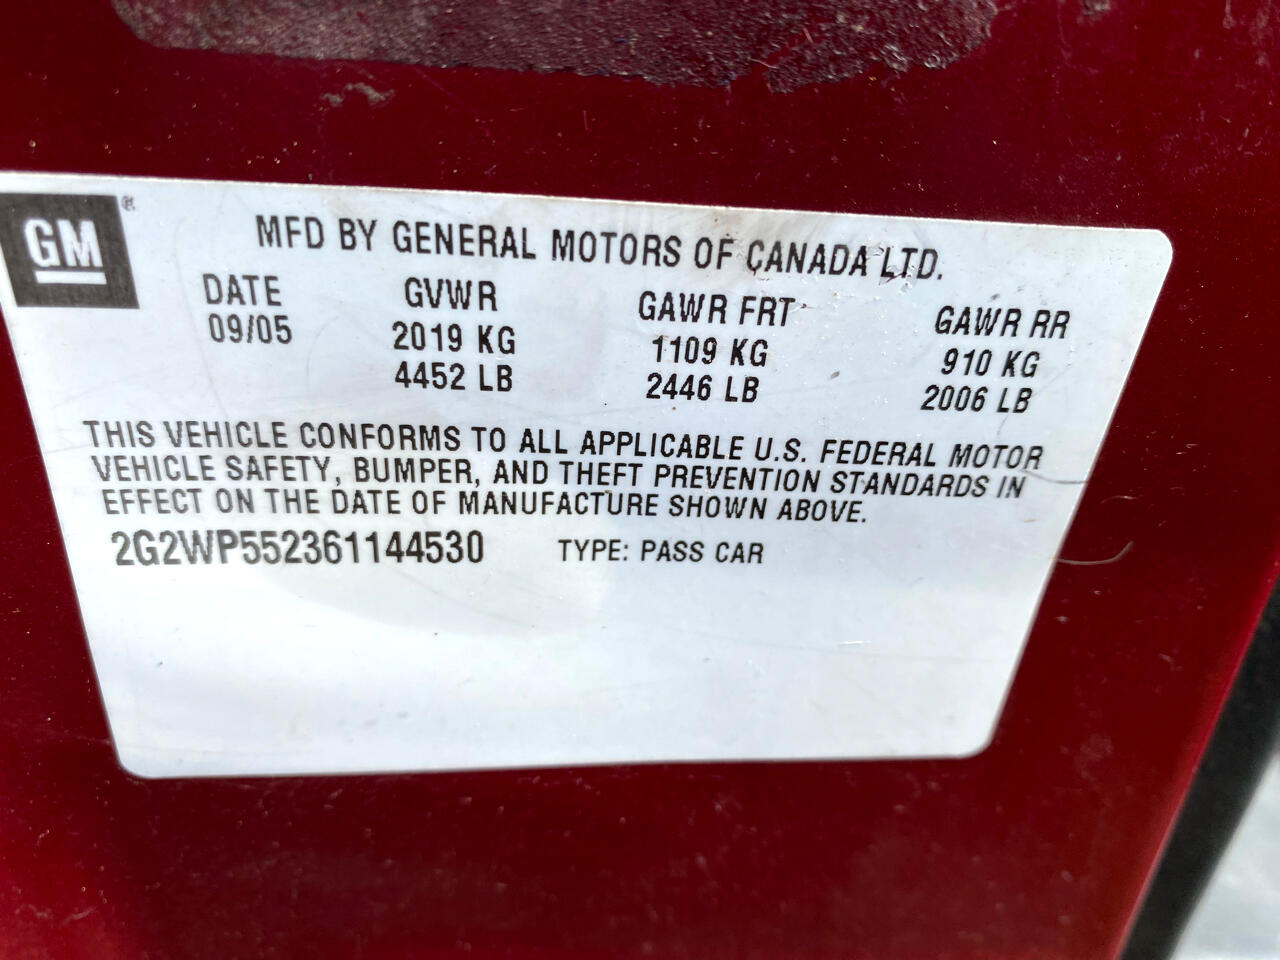 GM®
MFD BY GENERAL MOTORS OF CANADA LTD.
DATE GVWR GAWR FRT GAWR RR
09/05 2019 KG 1109 KG 910 KG
4452 LB 2446 LB 2006 LB
THIS VEHICLE CONFORMS TO ALL APPLICABLE U.S. FEDERAL MOTOR
VEHICLE SAFETY, BUMPER, AND THEFT PREVENTION STANDARDS IN
EFFECT ON THE DATE OF MANUFACTURE SHOWN ABOVE.
2G2WP552361144530 TYPE: PASS CAR